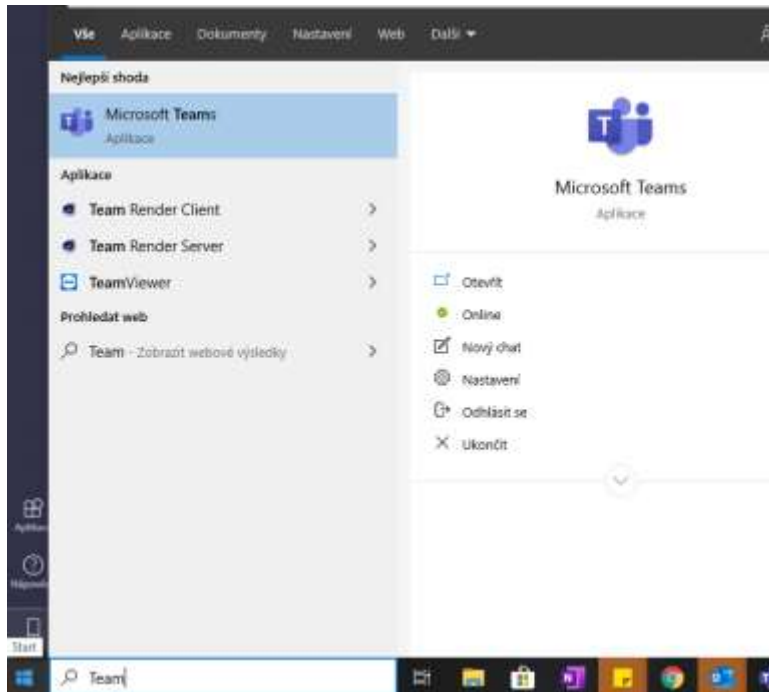 Vše Aplikace Dokumenty Nastavení Web Další
Nejlepší shoda
Microsoft Teams
Aplikace
Aplikace
Team Render Client
Team Render Server
TeamViewer
Prohledat web
Team - Zobrazit webové výsledky
Microsoft Teams
Aplikace
Otevřít
Online
Nový chat
Nastavení
Odhlásit se
Ukončit
Aplikace
Start
Team